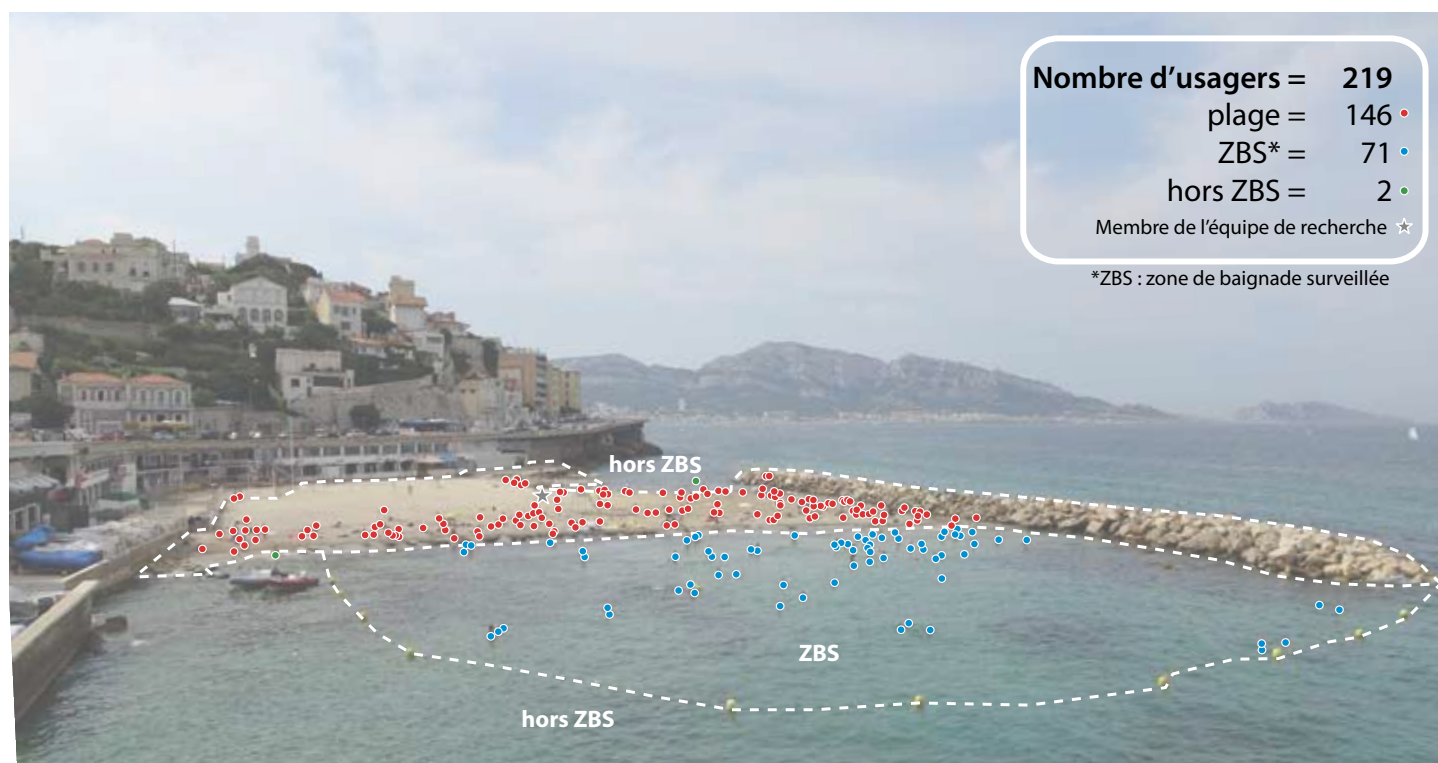 Nombre d’usagers = 219
plage = 146
ZBS* = 71
hors ZBS = 2
Membre de l’équipe de recherche
*ZBS : zone de baignade surveillée
hors ZBS
ZBS
hors ZBS